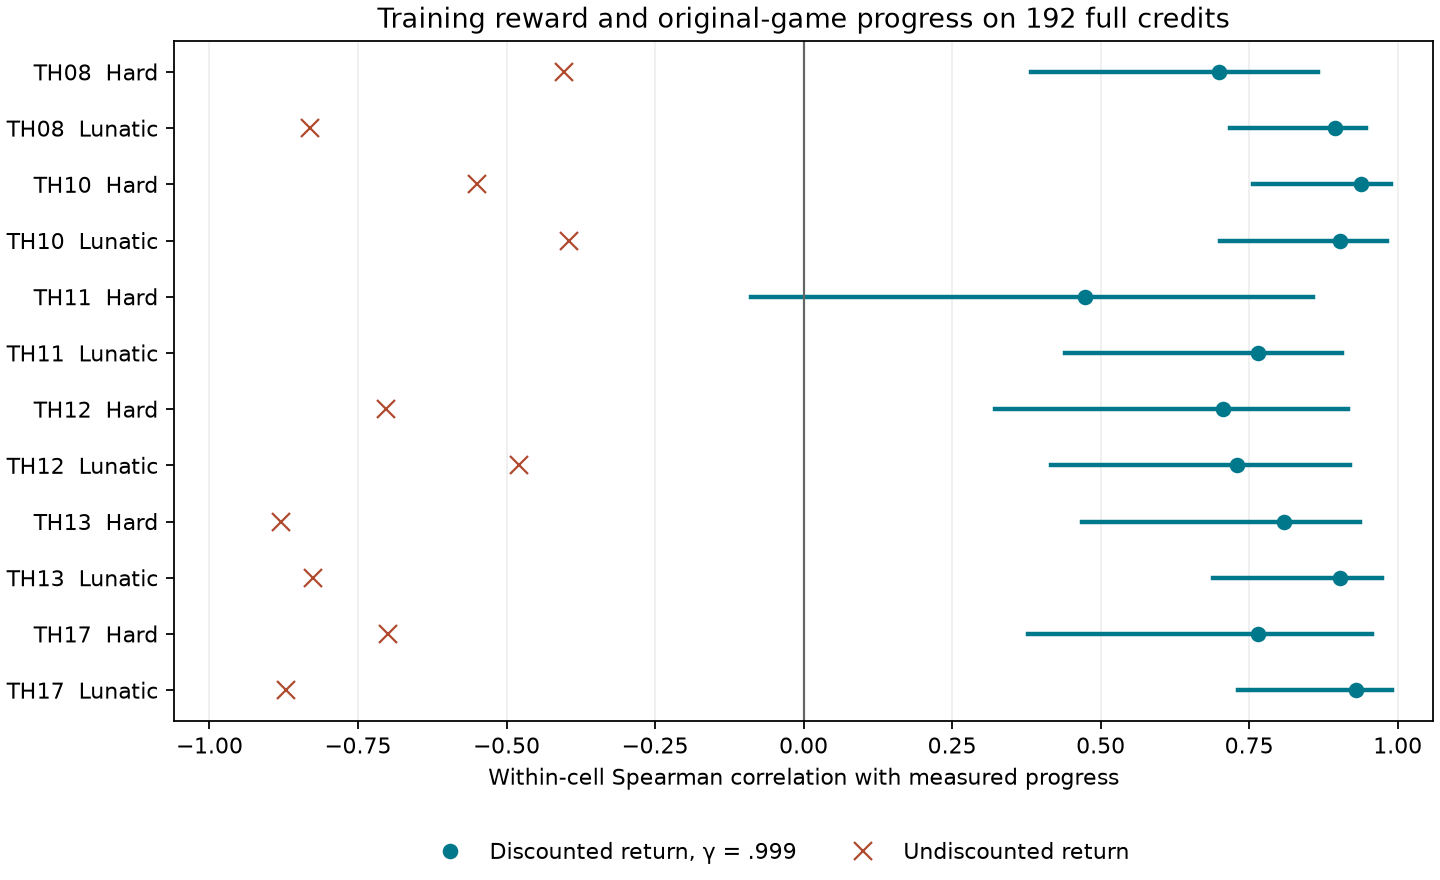 Training reward and original-game progress on 192 full credits
TH08 Hard
TH08 Lunatic
TH10 Hard
TH10 Lunatic
TH11 Hard
TH11 Lunatic
TH12 Hard
TH12 Lunatic
TH13 Hard
TH13 Lunatic
TH17 Hard
TH17 Lunatic
−1.00 −0.75 −0.50 −0.25 0.00 0.25 0.50 0.75 1.00
Within-cell Spearman correlation with measured progress
Discounted return, γ = .999 Undiscounted return